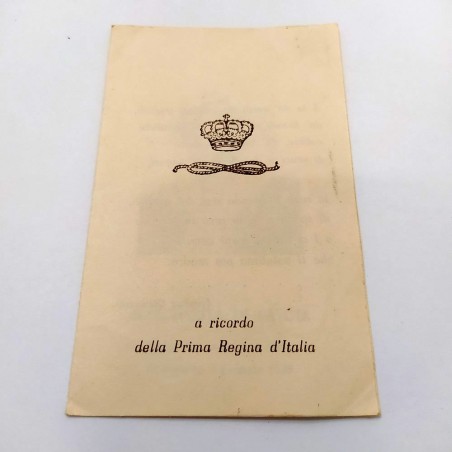 a ricordo
della Prima Regina d'Italia